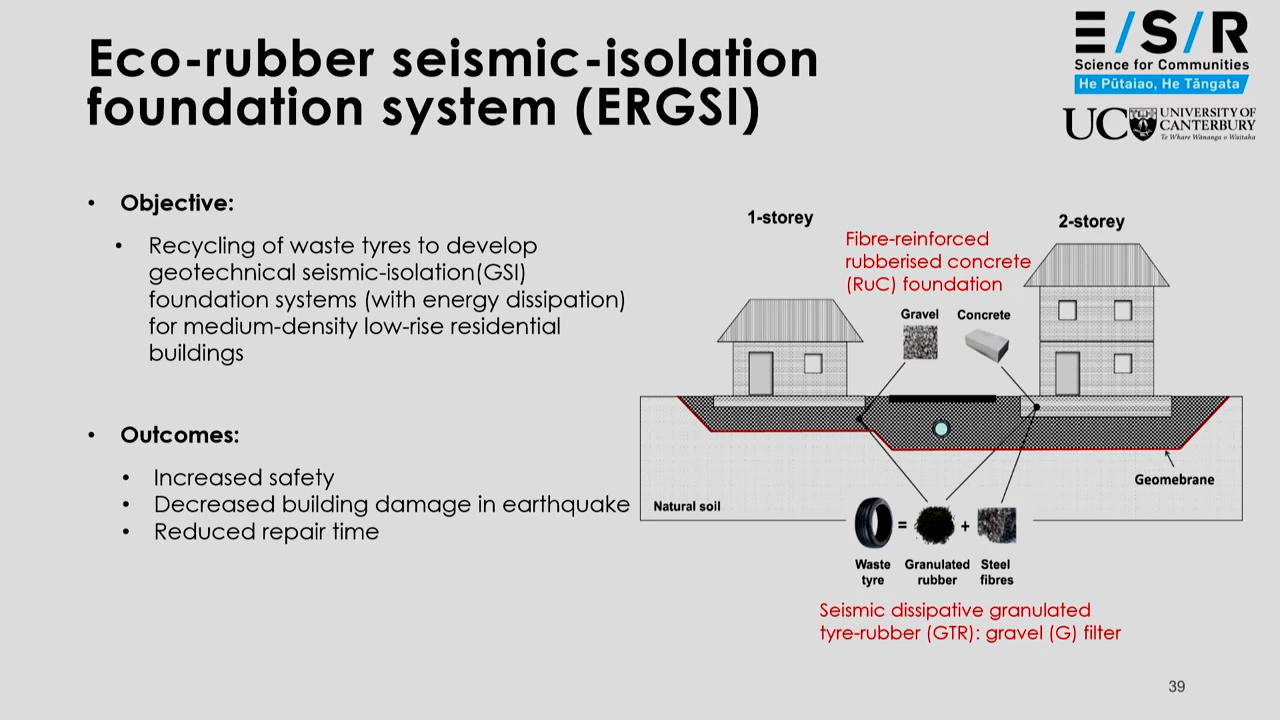 Eco-rubber seismic-isolation
foundation system (ERGSI)
E/S/R
Science for Communities
He Pūtaiao, He Tāngata
UC UNIVERSITY OF
CANTERBURY
Te Whare Wānanga o Waitaha
• Objective:
• Recycling of waste tyres to develop
geotechnical seismic-isolation(GSI)
foundation systems (with energy dissipation)
for medium-density low-rise residential
buildings
• Outcomes:
• Increased safety
• Decreased building damage in earthquake
• Reduced repair time
1-storey
2-storey
Fibre-reinforced
rubberised concrete
(RuC) foundation
Gravel Concrete
Geomebrane
Natural soil
= +
Waste
tyre
Granulated
rubber
Steel
fibres
Seismic dissipative granulated
tyre-rubber (GTR): gravel (G) filter
39